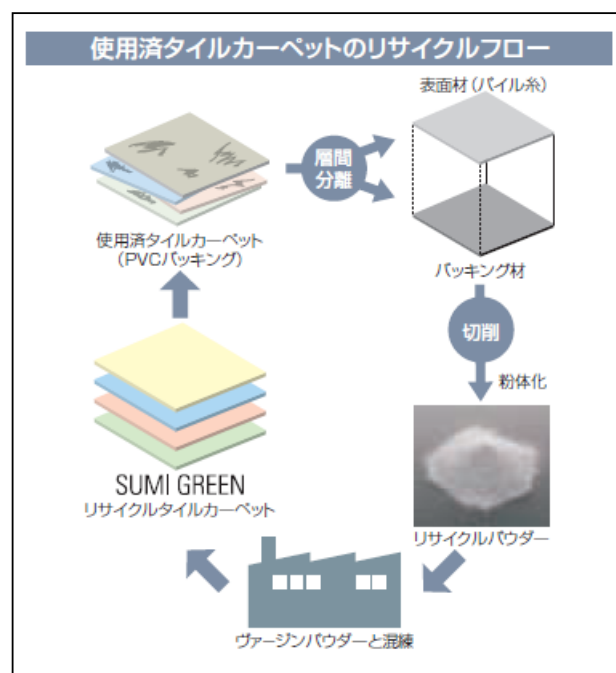 使用済タイルカーペットのリサイクルフロー
表面材（パイル糸）
層間
分離
使用済タイルカーペット
（PVCバッキング）
バッキング材
切削
粉体化
SUMI GREEN
リサイクルタイルカーペット
リサイクルパウダー
ヴァージンパウダーと混練